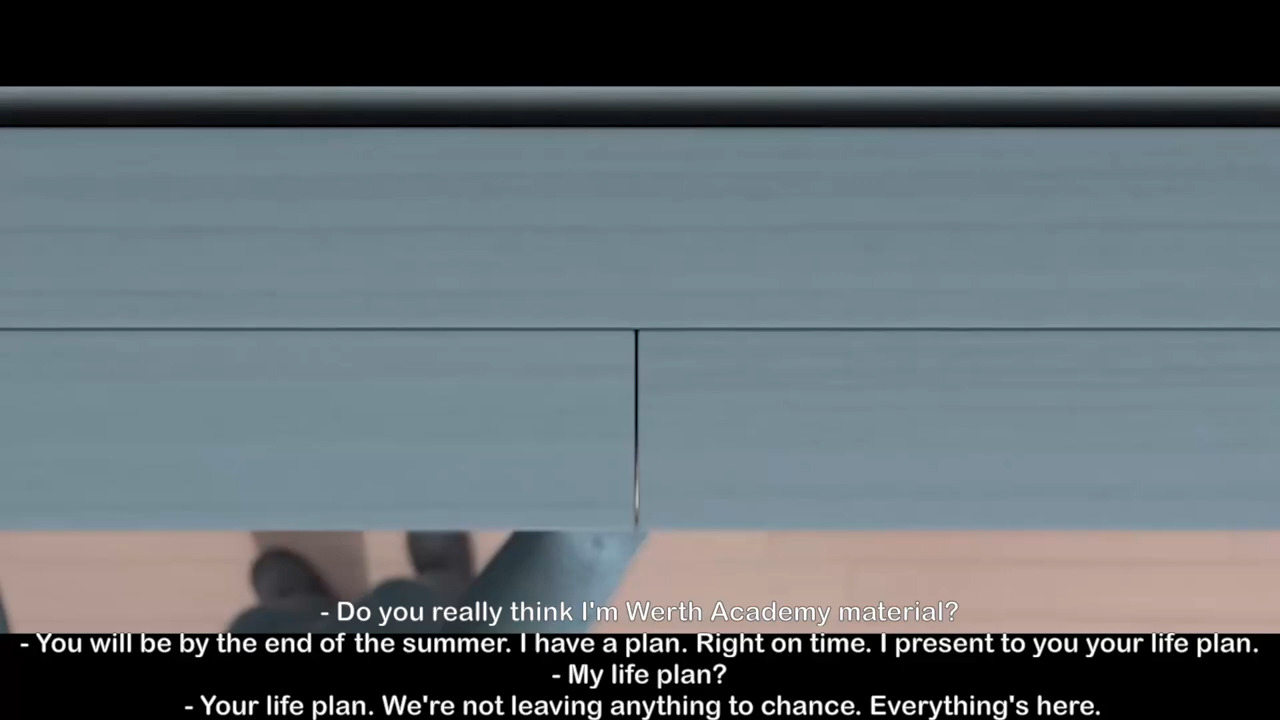 - Do you really think I'm Werth Academy material?
- You will be by the end of the summer. I have a plan. Right on time. I present to you your life plan.
- My life plan?
- Your life plan. We're not leaving anything to chance. Everything's here.